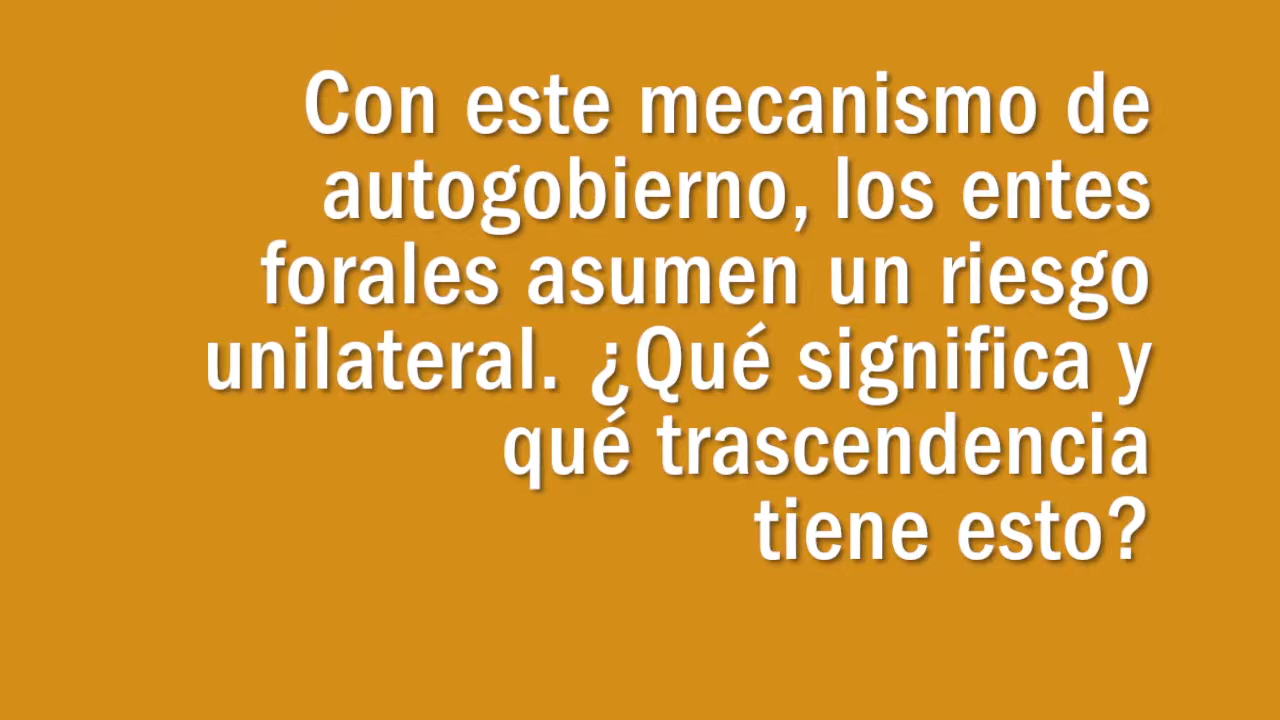 Con este mecanismo de
autogobierno, los entes
forales asumen un riesgo
unilateral. ¿Qué significa y
qué trascendencia
tiene esto?